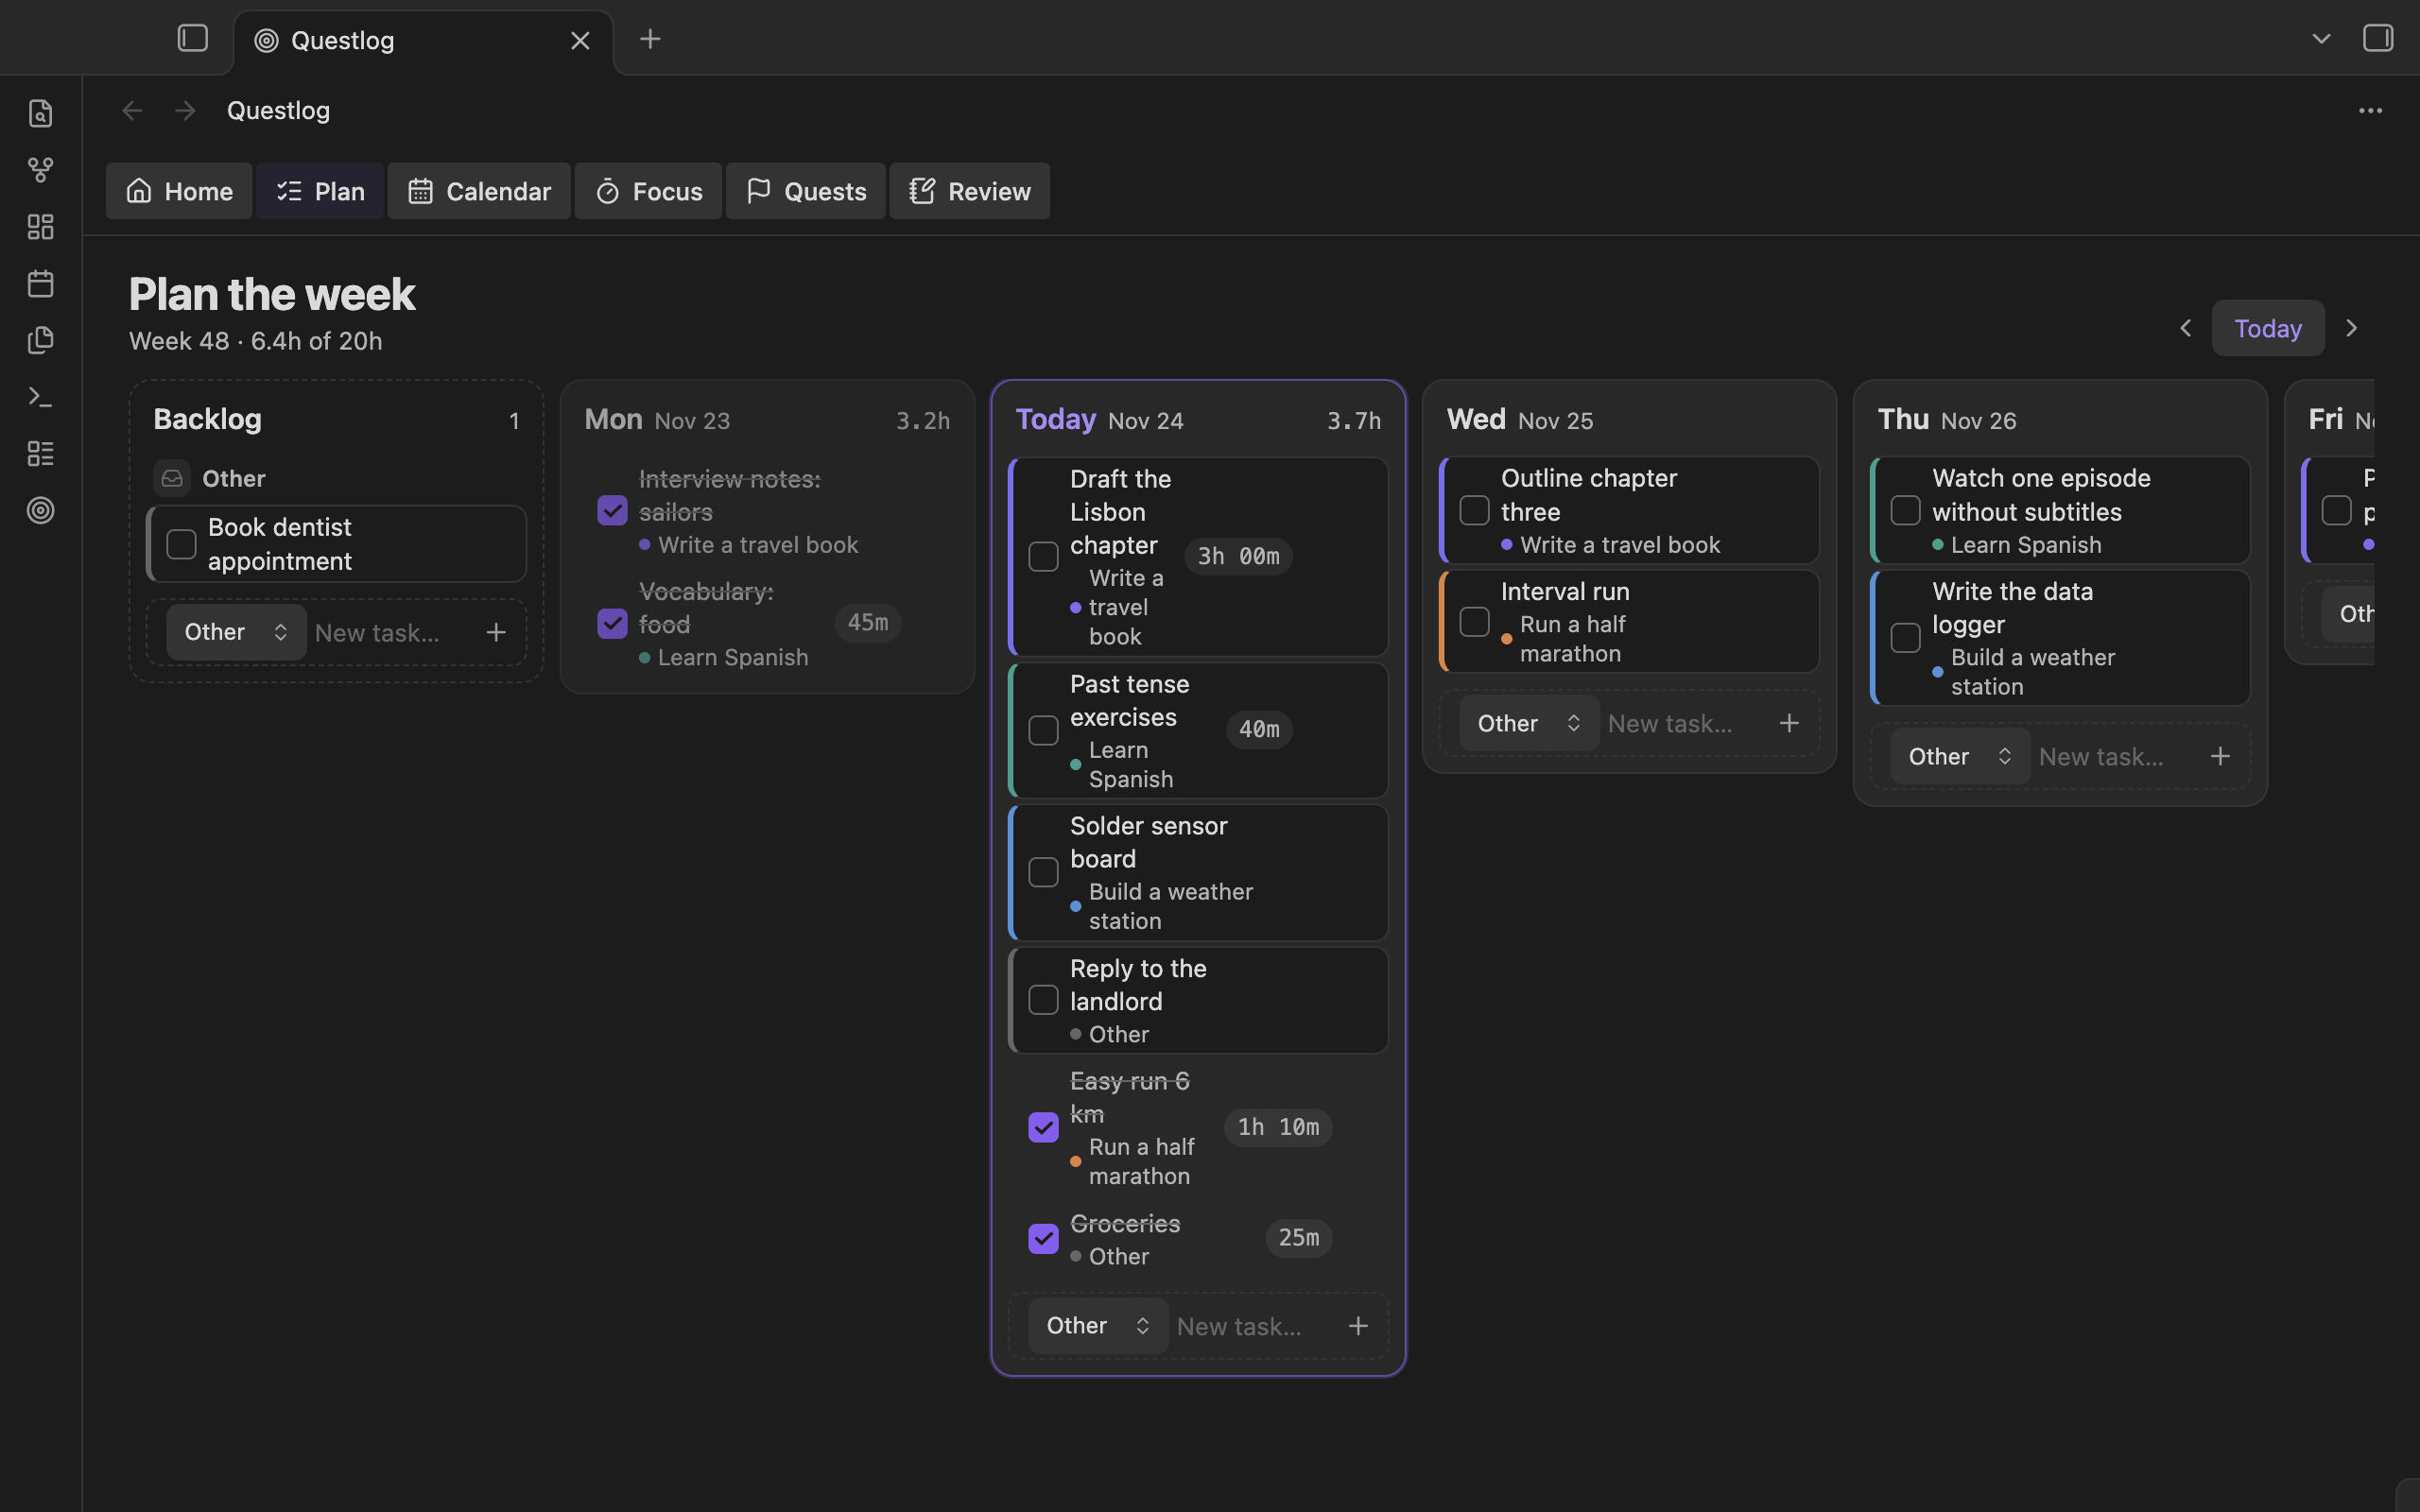 Questlog
Questlog
Home
Plan
Calendar
Focus
Quests
Review
Plan the week
Week 48 · 6.4h of 20h
Today
Backlog
1
Other
Book dentist
appointment
Other
New task...
Mon Nov 23
3.2h
Interview notes:
sailors
Write a travel book
Vocabulary:
food
45m
Learn Spanish
Today Nov 24
3.7h
Draft the
Lisbon
chapter
3h 00m
Write a
travel
book
Past tense
exercises
40m
Learn
Spanish
Solder sensor
board
Build a weather
station
Reply to the
landlord
Other
Easy run 6
km
1h 10m
Run a half
marathon
Groceries
25m
Other
Other
New task...
Wed Nov 25
Outline chapter
three
Write a travel book
Interval run
Run a half
marathon
Other
New task...
Thu Nov 26
Watch one episode
without subtitles
Learn Spanish
Write the data
logger
Build a weather
station
Other
New task...
Fri